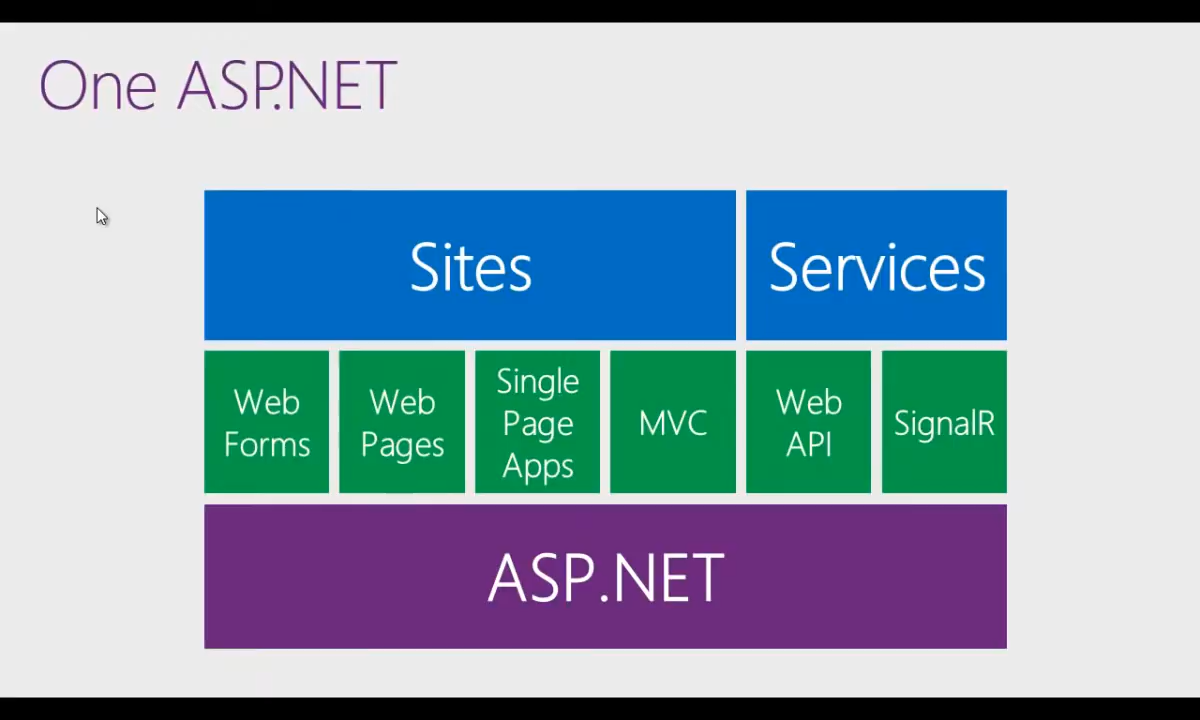 One ASP.NET
Sites
Services
Web
Forms
Web
Pages
Single
Page
Apps
MVC
Web
API
SignalR
ASP.NET